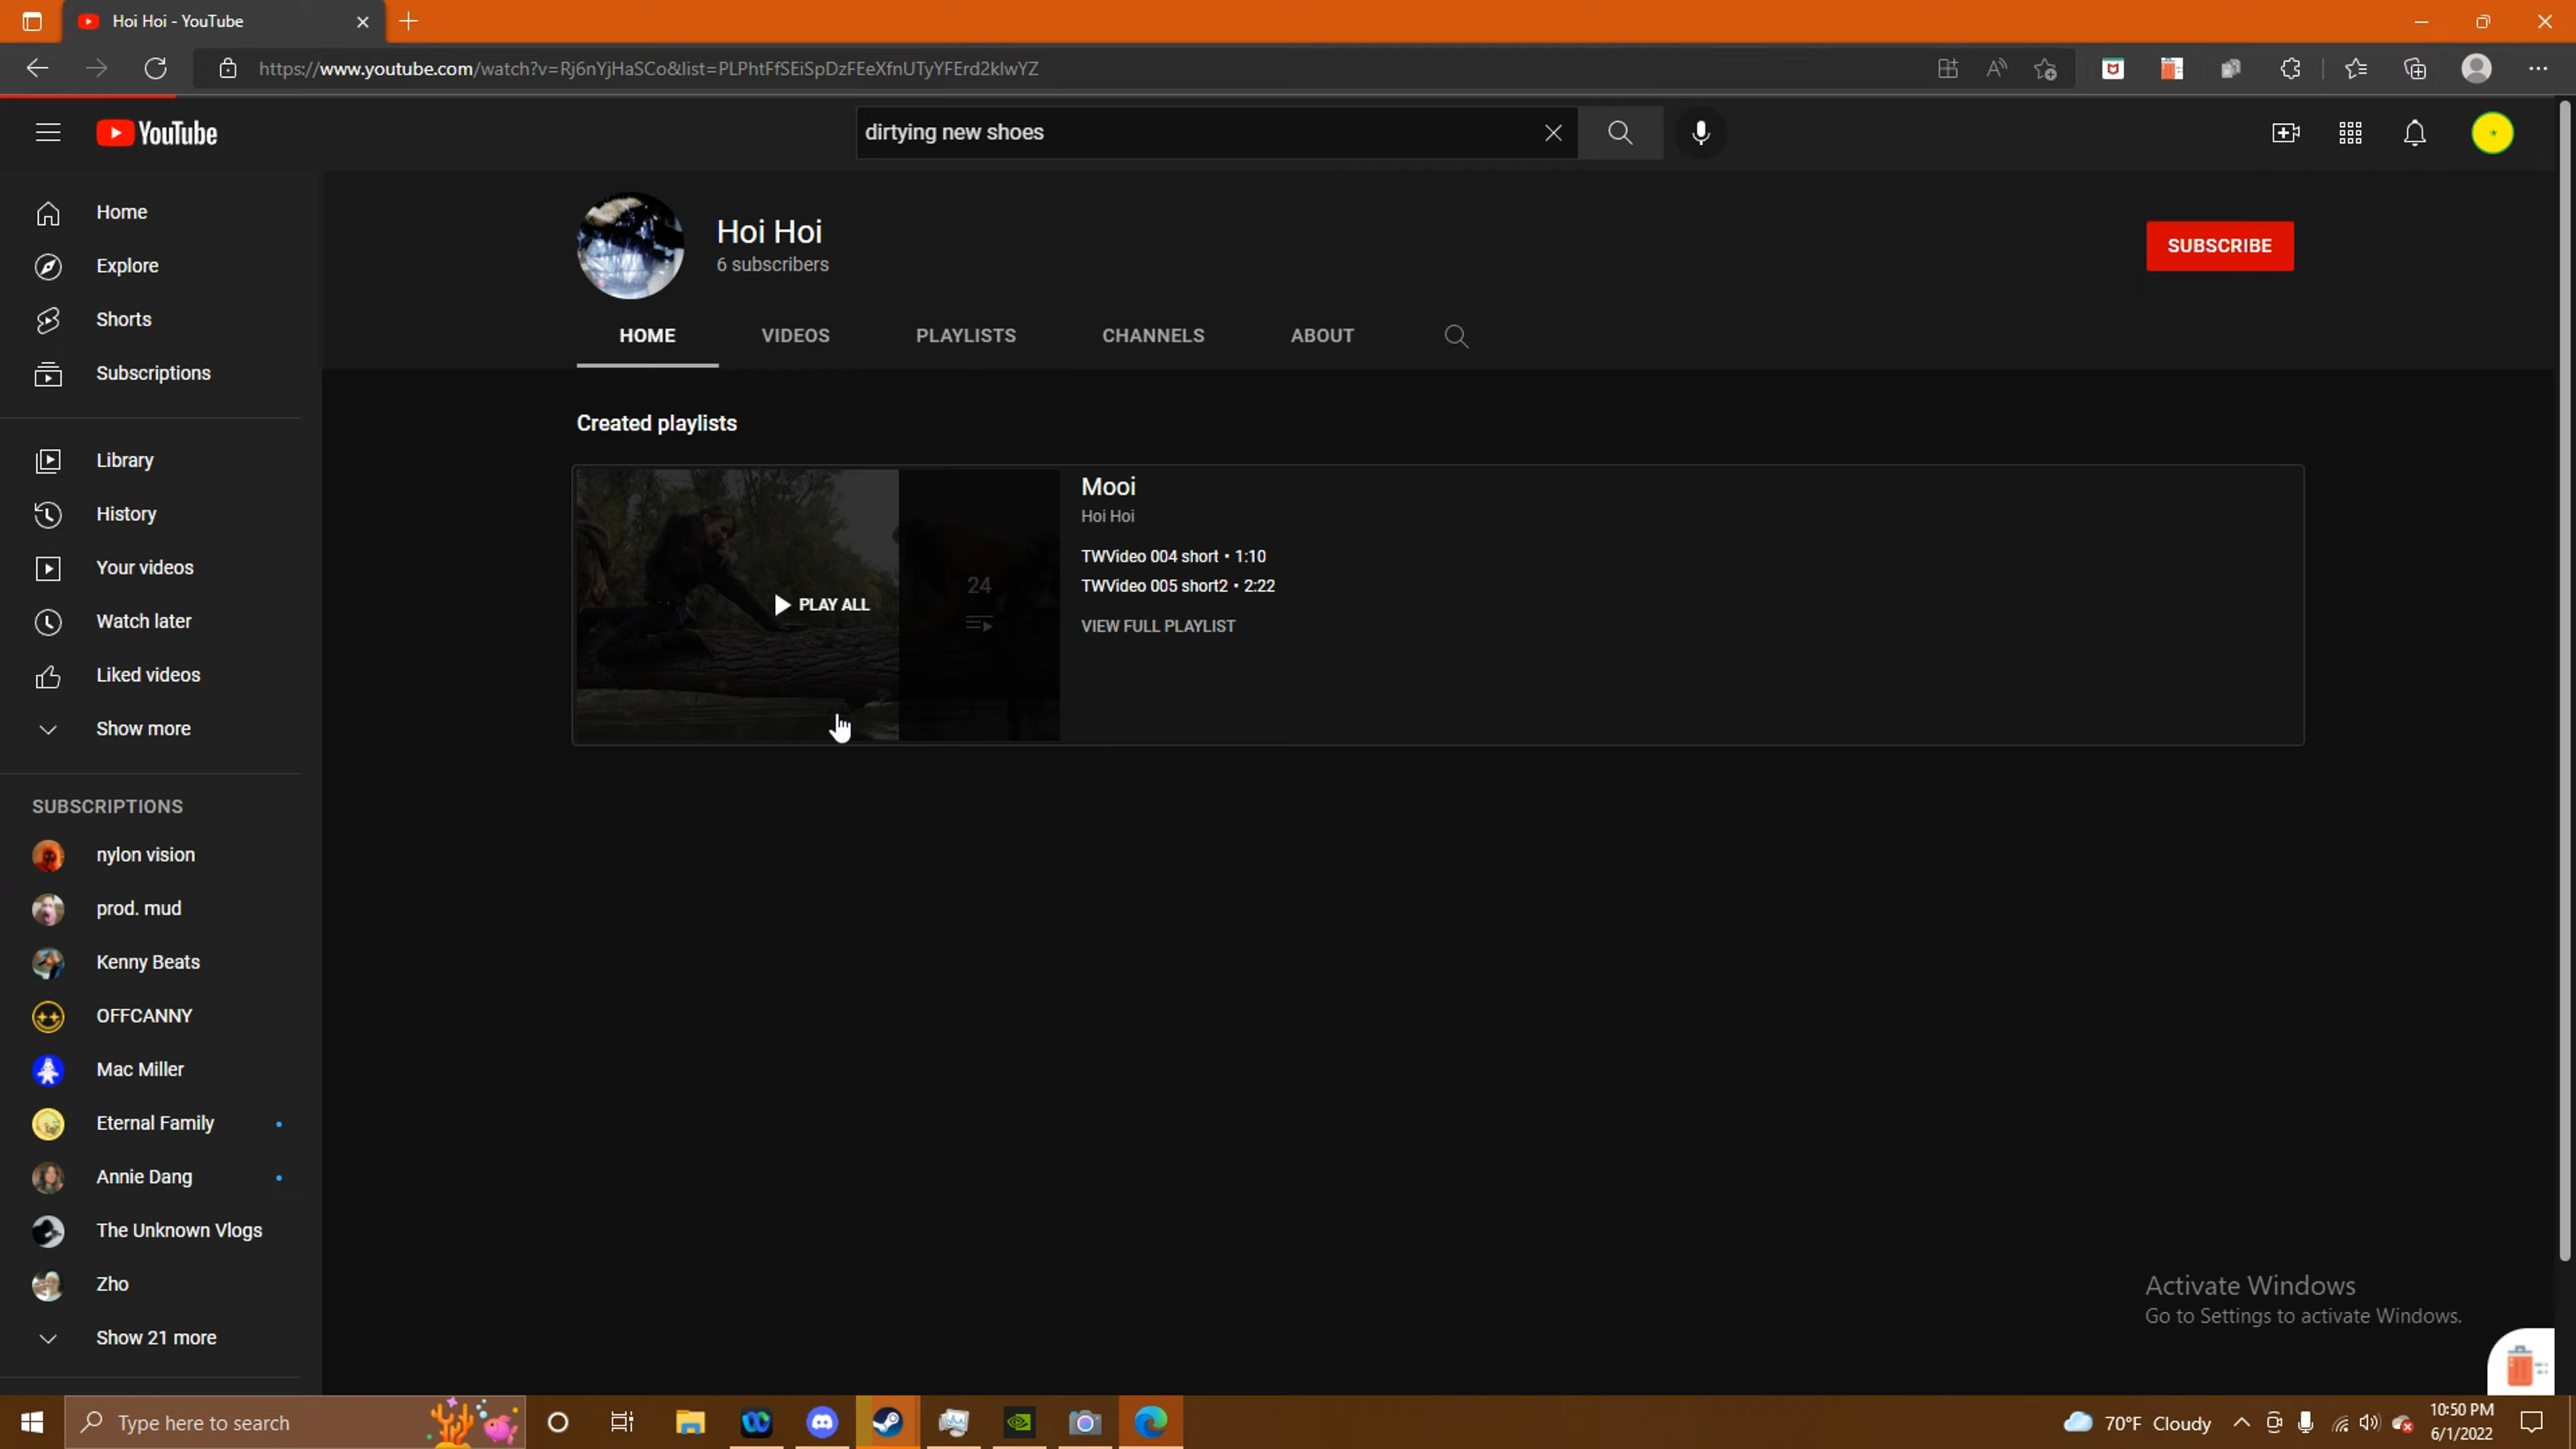 Hoi Hoi - YouTube
https://www.youtube.com/watch?v=Rj6nYjHaSCo&list=PLPhtFfSEiSpDzFEeXfnUTyYFErd2klwYZ
YouTube
dirtying new shoes
Home
Explore
Shorts
Subscriptions
Library
History
Your videos
Watch later
Liked videos
Show more
SUBSCRIPTIONS
nylon vision
prod. mud
Kenny Beats
OFFCANNY
Mac Miller
Eternal Family
Annie Dang
The Unknown Vlogs
Zho
Show 21 more
Hoi Hoi
6 subscribers
SUBSCRIBE
HOME VIDEOS PLAYLISTS CHANNELS ABOUT
Created playlists
PLAY ALL
24
Mooi
Hoi Hoi
TWVideo 004 short • 1:10
TWVideo 005 short2 • 2:22
VIEW FULL PLAYLIST
Activate Windows
Go to Settings to activate Windows.
Type here to search
70°F Cloudy
10:50 PM
6/1/2022